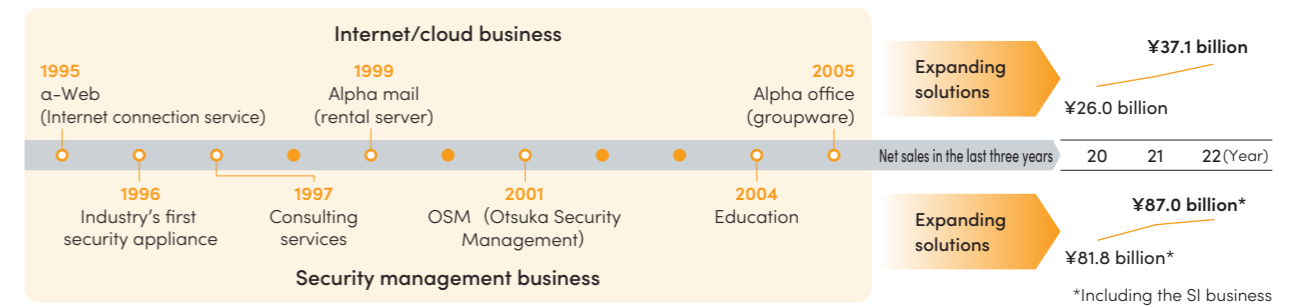 Internet/cloud business
1995
α-Web
(Internet connection service)
1999
Alpha mail
(rental server)
2005
Alpha office
(groupware)
Expanding
solutions
¥37.1 billion
¥26.0 billion
Net sales in the last three years
20 21 22 (Year)
1996
Industry's first
security appliance
1997
Consulting
services
2001
OSM （Otsuka Security
Management）
2004
Education
Security management business
Expanding
solutions
¥87.0 billion*
¥81.8 billion*
*Including the SI business